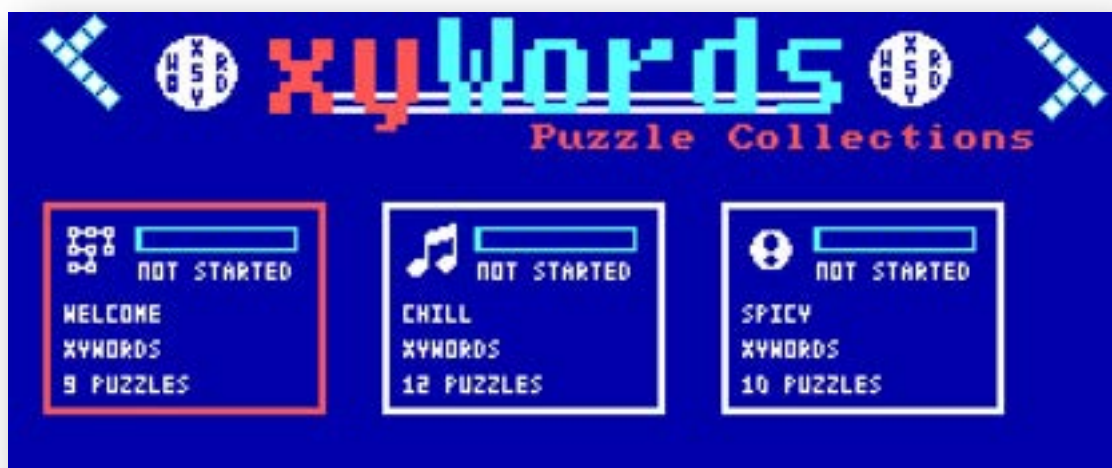 xyWords
Puzzle Collections
NOT STARTED
WELCOME
XYWORDS
9 PUZZLES
NOT STARTED
CHILL
XYWORDS
12 PUZZLES
NOT STARTED
SPICY
XYWORDS
10 PUZZLES